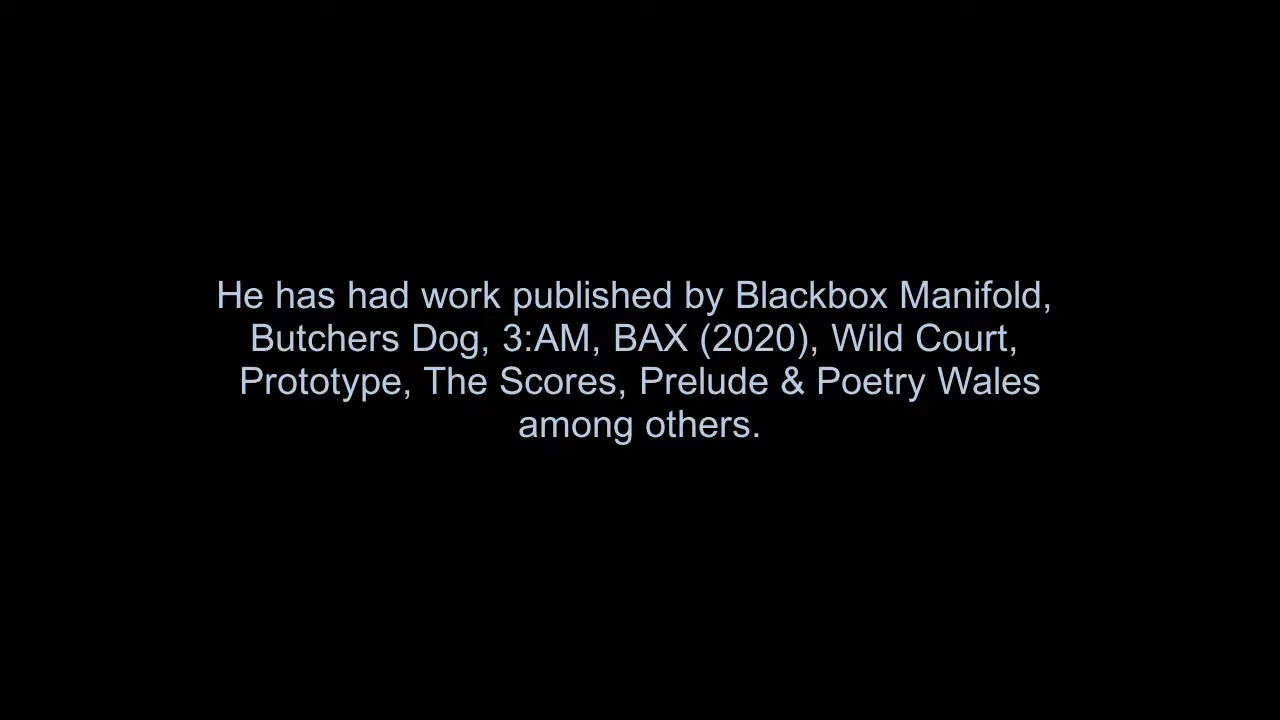 He has had work published by Blackbox Manifold,
Butchers Dog, 3:AM, BAX (2020), Wild Court,
Prototype, The Scores, Prelude & Poetry Wales
among others.